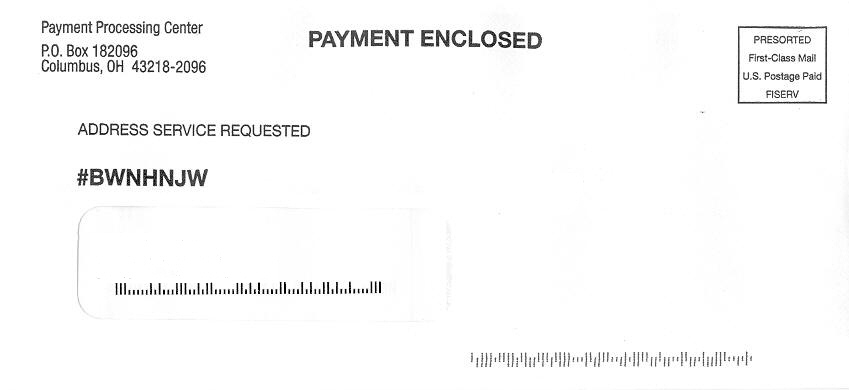 Payment Processing Center
P.O. Box 182096
Columbus, OH 43218-2096
PAYMENT ENCLOSED
PRESORTED
First-Class Mail
U.S. Postage Paid
FISERV
ADDRESS SERVICE REQUESTED
#BWNHNJW